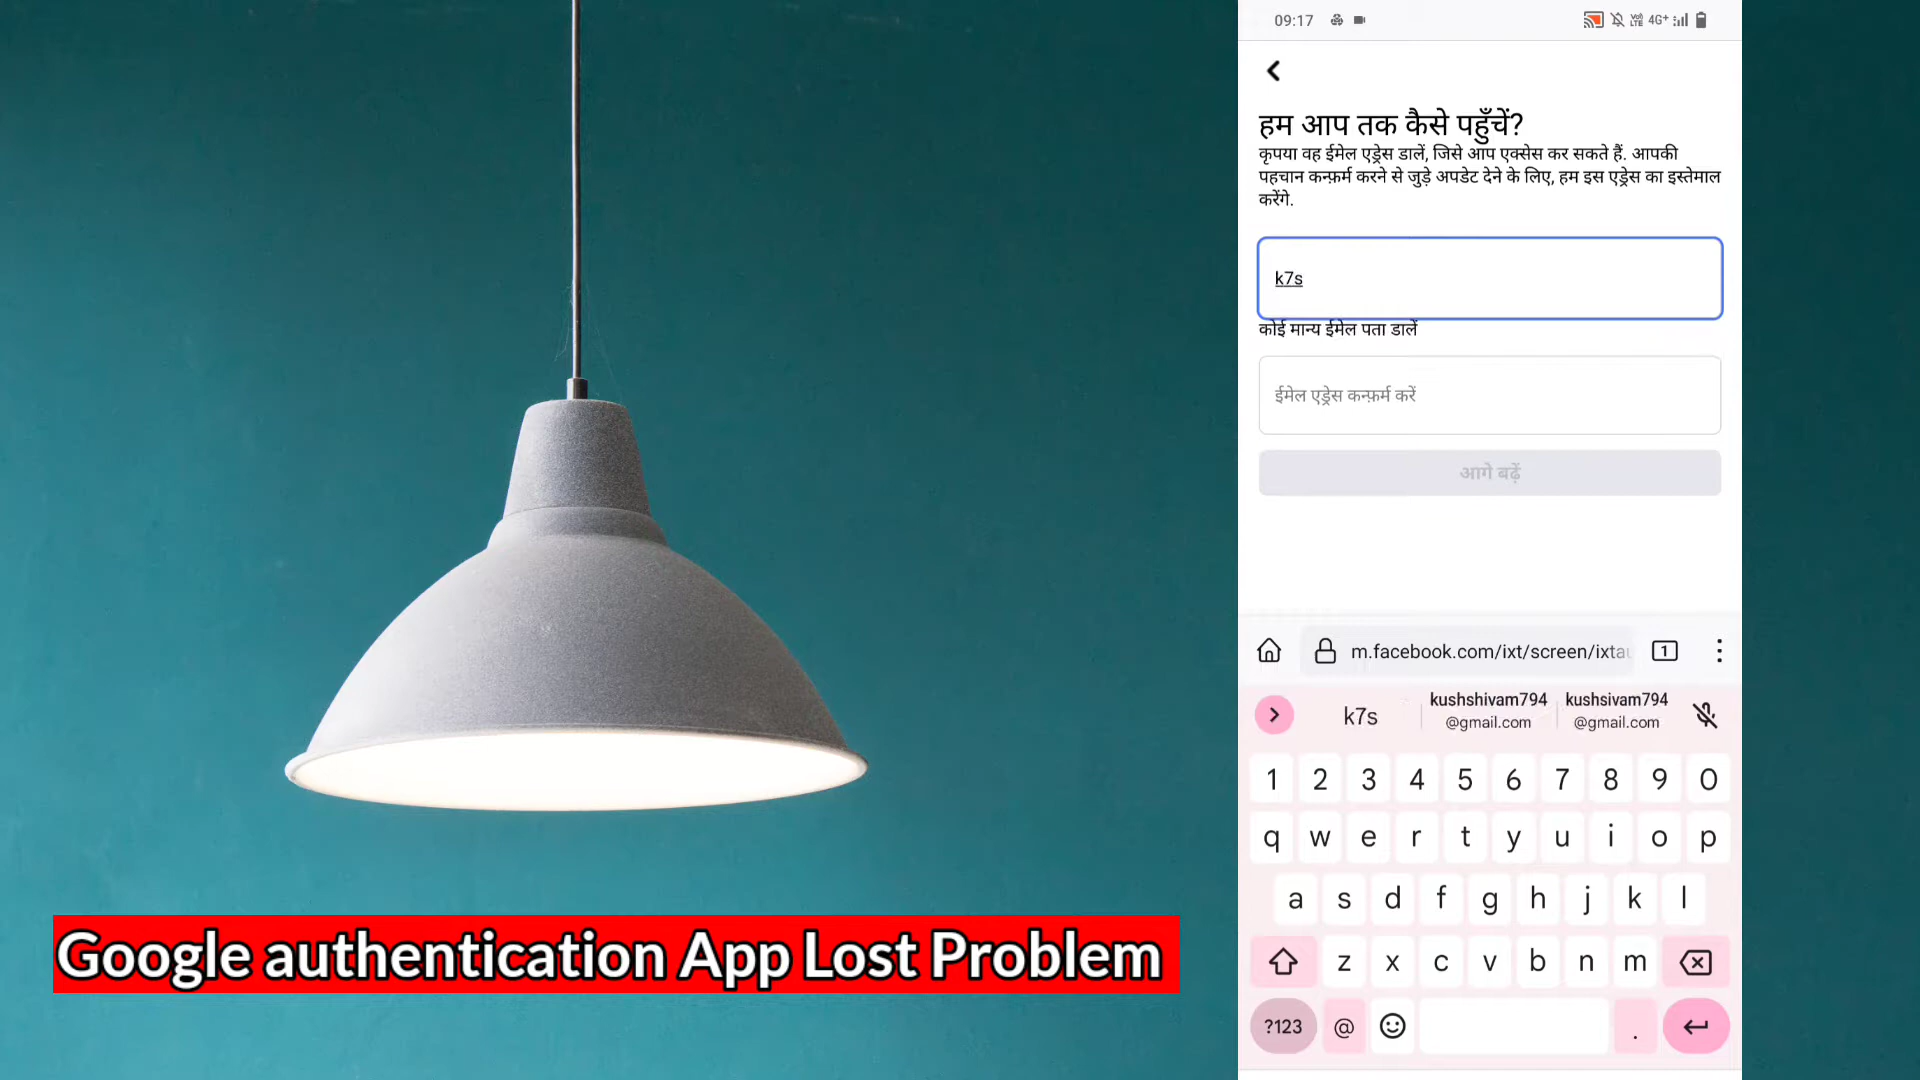 09:17
VoLTE 4G+
हम आप तक कैसे पहुँचें?
कृपया वह ईमेल एड्रेस डालें, जिसे आप एक्सेस कर सकते हैं. आपकी
पहचान कन्फ़र्म करने से जुड़े अपडेट देने के लिए, हम इस एड्रेस का इस्तेमाल
करेंगे.
k7s
कोई मान्य ईमेल पता डालें
ईमेल एड्रेस कन्फ़र्म करें
आगे बढ़ें
m.facebook.com/ixt/screen/ixtau
1
k7s
kushshivam794
@gmail.com
kushsivam794
@gmail.com
1 2 3 4 5 6 7 8 9 0
q w e r t y u i o p
a s d f g h j k l
z x c v b n m
?123 @ .
Google authentication App Lost Problem